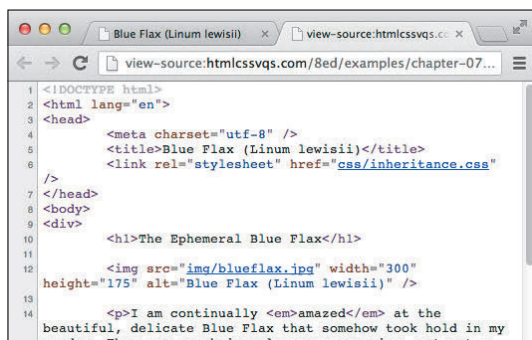 Blue Flax (Linum lewisii) ×
view-source:htmlcssvqs.cc ×
view-source:htmlcssvqs.com/8ed/examples/chapter-07...
1 <!DOCTYPE html>
2 <html lang="en">
3 <head>
4 <meta charset="utf-8" />
5 <title>Blue Flax (Linum lewisii)</title>
6 <link rel="stylesheet" href="css/inheritance.css"
/>
7 </head>
8 <body>
9 <div>
10 <h1>The Ephemeral Blue Flax</h1>
11
12 <img src="img/blueflax.jpg" width="300"
height="175" alt="Blue Flax (Linum lewisii)" />
13
14 <p>I am continually <em>amazed</em> at the
beautiful, delicate Blue Flax that somehow took hold in my